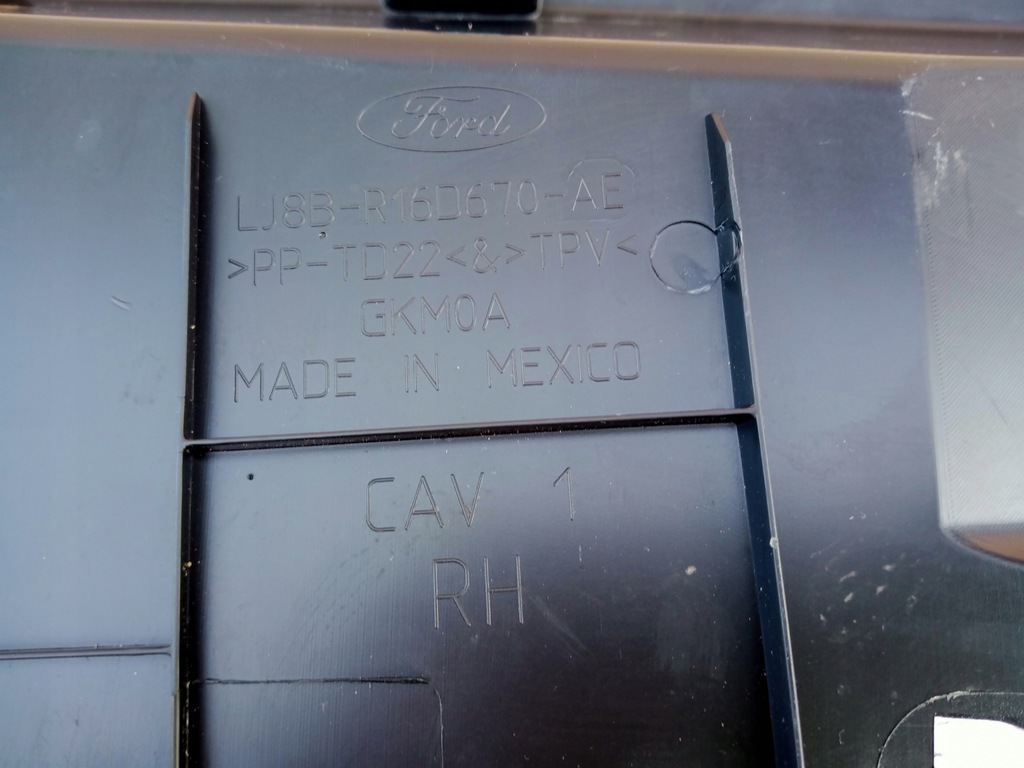 Ford
LJ8B-R16D670-AE
>PP-TD22<&>TPV<
GKM0A
MADE IN MEXICO
CAV 1
RH